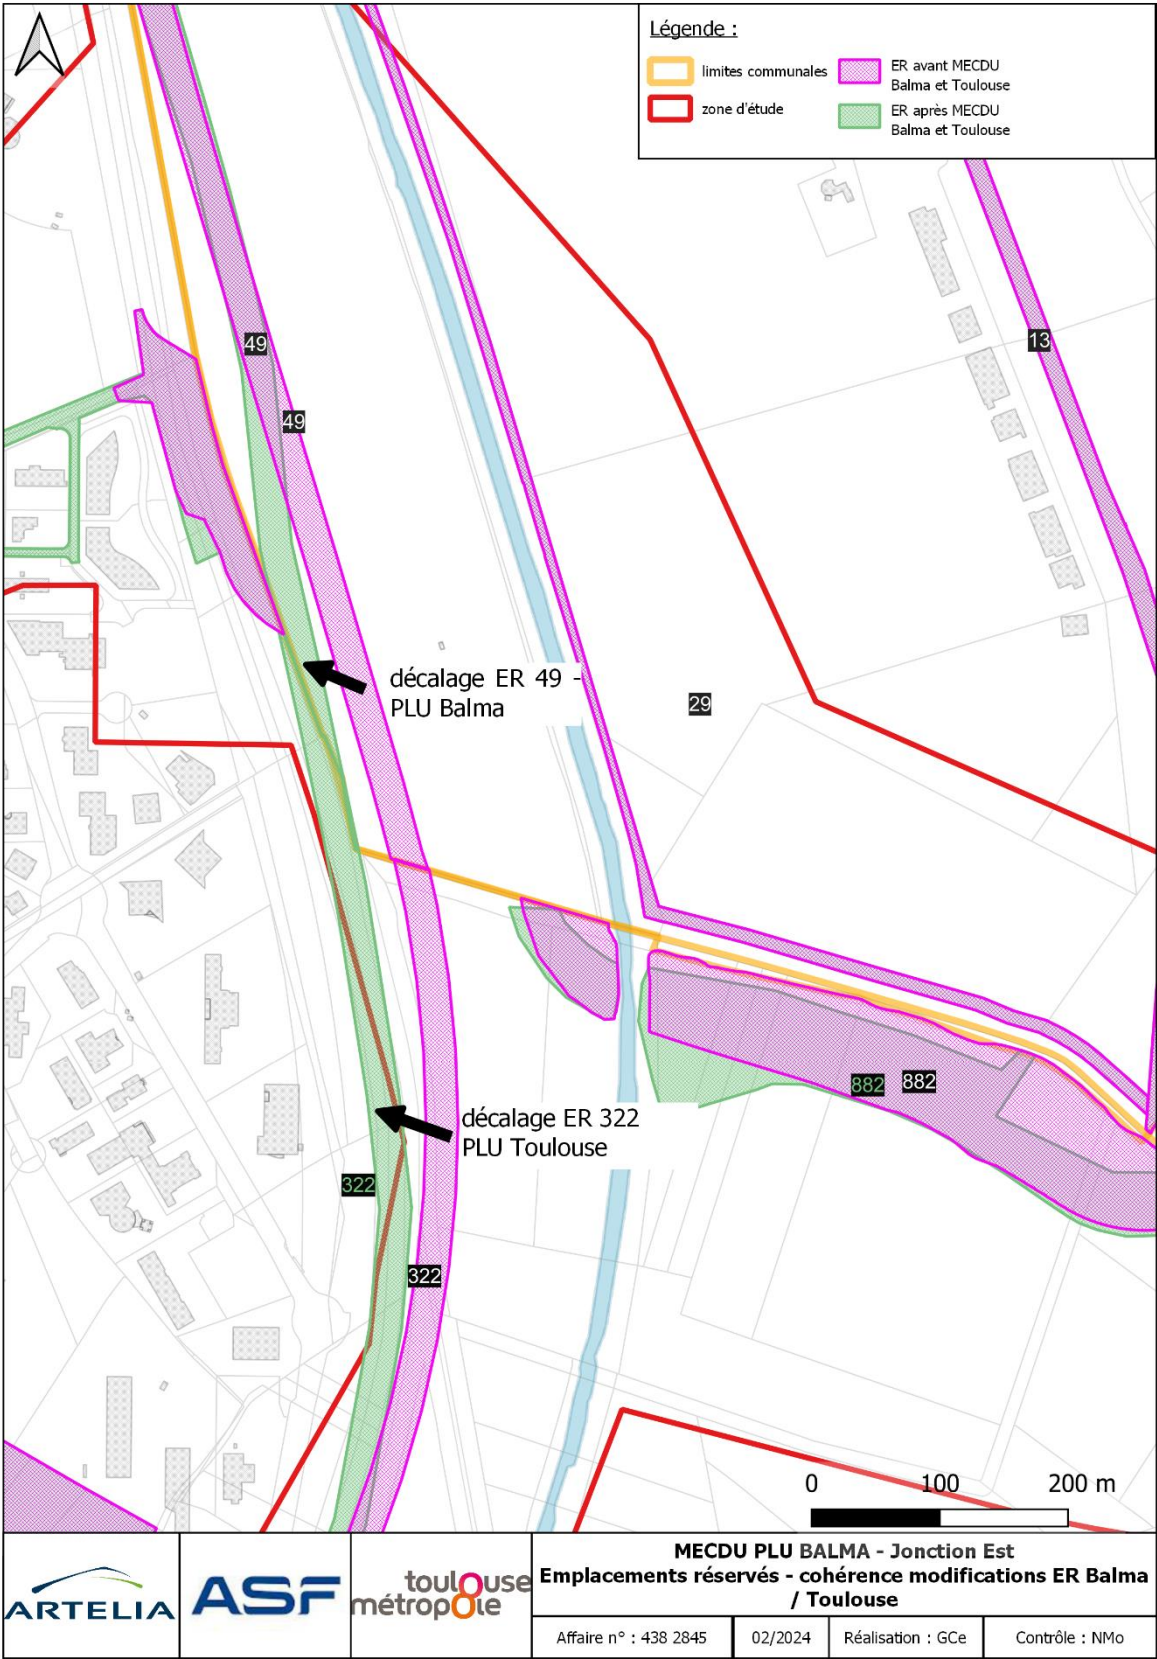 Légende :
limites communales
zone d'étude
ER avant MECDU
Balma et Toulouse
ER après MECDU
Balma et Toulouse
49
13
49
décalage ER 49 -
PLU Balma
29
882
882
décalage ER 322
PLU Toulouse
322
322
0 100 200 m
ARTELIA
ASF
toulouse
métropole
MECDU PLU BALMA - Jonction Est
Emplacements réservés - cohérence modifications ER Balma
/ Toulouse
Affaire n° : 438 2845
02/2024
Réalisation : GCe
Contrôle : NMo